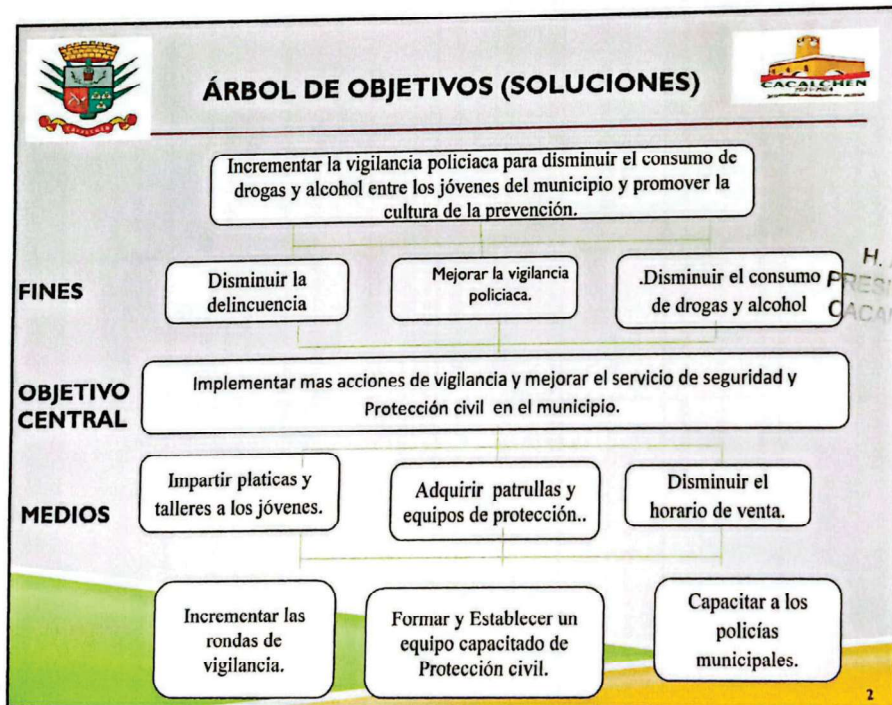 ÁRBOL DE OBJETIVOS (SOLUCIONES)
CACALCHEN
CACALCHEN
Incrementar la vigilancia policiaca para disminuir el consumo de
drogas y alcohol entre los jóvenes del municipio y promover la
cultura de la prevención.
FINES
Disminuir la
delincuencia
Mejorar la vigilancia
policiaca.
.Disminuir el consumo
de drogas y alcohol
H.
OBJETIVO
CENTRAL
Implementar mas acciones de vigilancia y mejorar el servicio de seguridad y
Protección civil en el municipio.
MEDIOS
Impartir platicas y
talleres a los jóvenes.
Adquirir patrullas y
equipos de protección..
Disminuir el
horario de venta.
Incrementar las
rondas de
vigilancia.
Formar y Establecer un
equipo capacitado de
Protección civil.
Capacitar a los
policías
municipales.
2